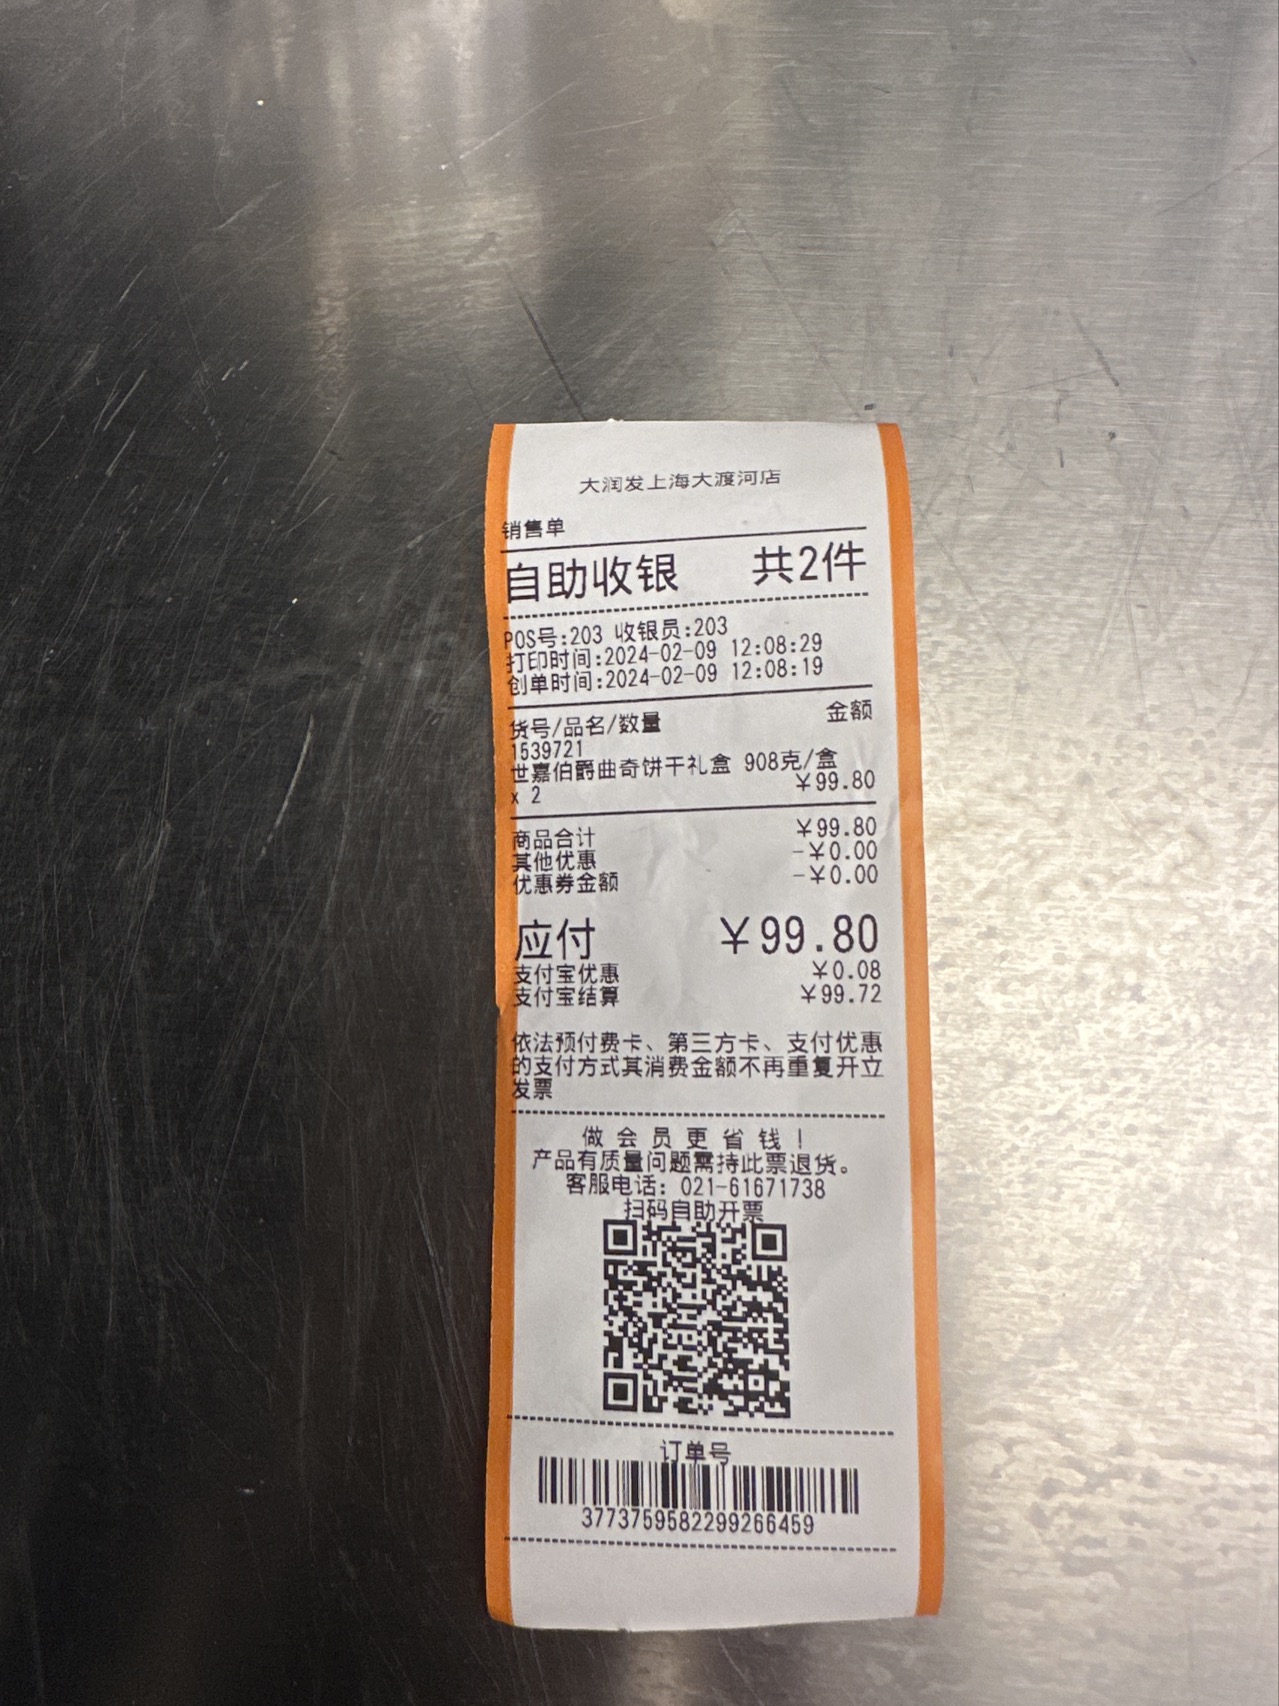 大润发上海大渡河店
销售单
自助收银 共2件
POS号:203 收银员:203
打印时间:2024-02-09 12:08:29
创单时间:2024-02-09 12:08:19
货号/品名/数量 金额
1539721
世嘉伯爵曲奇饼干礼盒 908克/盒
x 2 ￥99.80
商品合计 ￥99.80
其他优惠 -￥0.00
优惠券金额 -￥0.00
应付 ￥99.80
支付宝优惠 ￥0.08
支付宝结算 ￥99.72
依法预付费卡、第三方卡、支付优惠
的支付方式其消费金额不再重复开立
发票
做会员更省钱！
产品有质量问题需持此票退货。
客服电话: 021-61671738
扫码自助开票
订单号
3773759582299266459